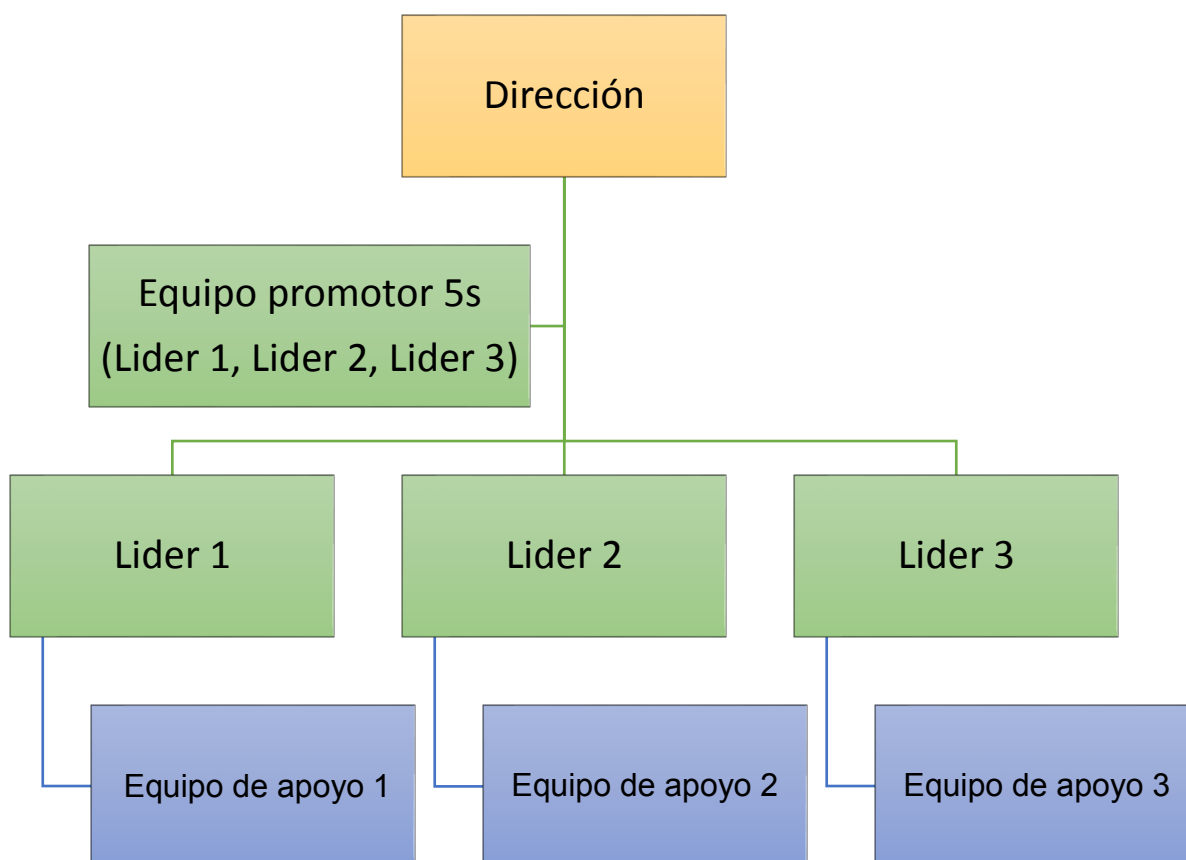 Dirección
Equipo promotor 5s
(Lider 1, Lider 2, Lider 3)
Lider 1
Lider 2
Lider 3
Equipo de apoyo 1
Equipo de apoyo 2
Equipo de apoyo 3